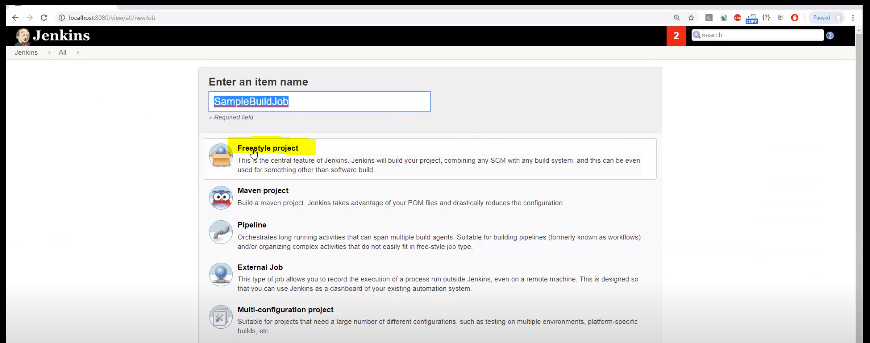 localhost:8080/view/all/newJob
Paused
Jenkins
2
search
Jenkins
All
Enter an item name
SampleBuildJob
» Required field
Freestyle project
This is the central feature of Jenkins. Jenkins will build your project, combining any SCM with any build system, and this can be even
used for something other than software build.
Maven project
Build a maven project. Jenkins takes advantage of your POM files and drastically reduces the configuration.
Pipeline
Orchestrates long-running activities that can span multiple build agents. Suitable for building pipelines (formerly known as workflows)
and/or organizing complex activities that do not easily fit in free-style job type.
External Job
This type of job allows you to record the execution of a process run outside Jenkins, even on a remote machine. This is designed so
that you can use Jenkins as a dashboard of your existing automation system.
Multi-configuration project
Suitable for projects that need a large number of different configurations, such as testing on multiple environments, platform-specific
builds, etc.